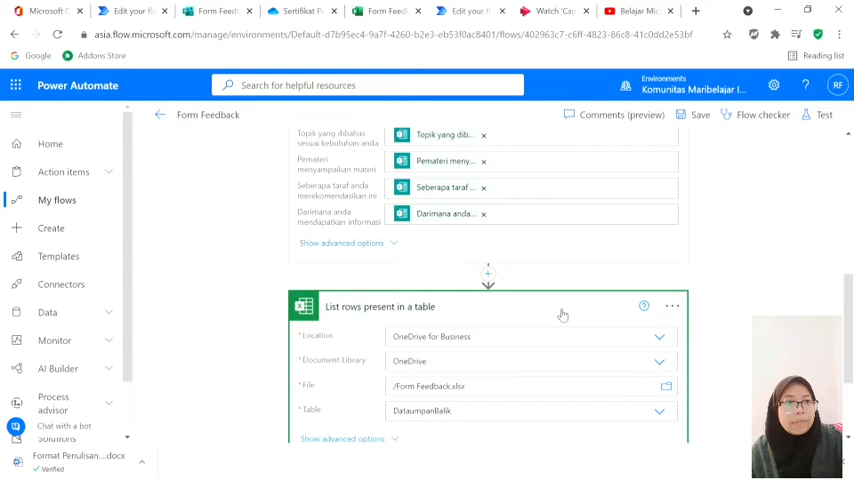 Microsoft O
Edit your fl
Form Feedb
Sertifikat Pe
Form Feedb
Edit your fl
Watch 'Cap
Belajar Mic
asia.flow.microsoft.com/manage/environments/Default-d7b95ec4-9a7f-4260-b2e3-eb53f0ac8401/flows/402963c7-c6ff-4823-86c8-41c0dd2e53bf
Google
Addons Store
Reading list
Power Automate
Search for helpful resources
Environments
Komunitas Maribelajar I...
RF
Form Feedback
Comments (preview)
Save
Flow checker
Test
Home
Action items
My flows
Create
Templates
Connectors
Data
Monitor
AI Builder
Process
advisor
Chat with a bot
Solutions
Topik yang dibahas
sesuai kebutuhan anda
Topik yang dib... ×
Pemateri
menyampaikan materi
Pemateri meny... ×
Seberapa taraf anda
merekomendasikan ini
Seberapa taraf ... ×
Darimana anda
mendapatkan informasi
Darimana anda... ×
Show advanced options
List rows present in a table
* Location
OneDrive for Business
* Document Library
OneDrive
* File
/Form Feedback.xlsx
* Table
DataumpanBalik
Show advanced options
Format Penulisan....docx
Verified